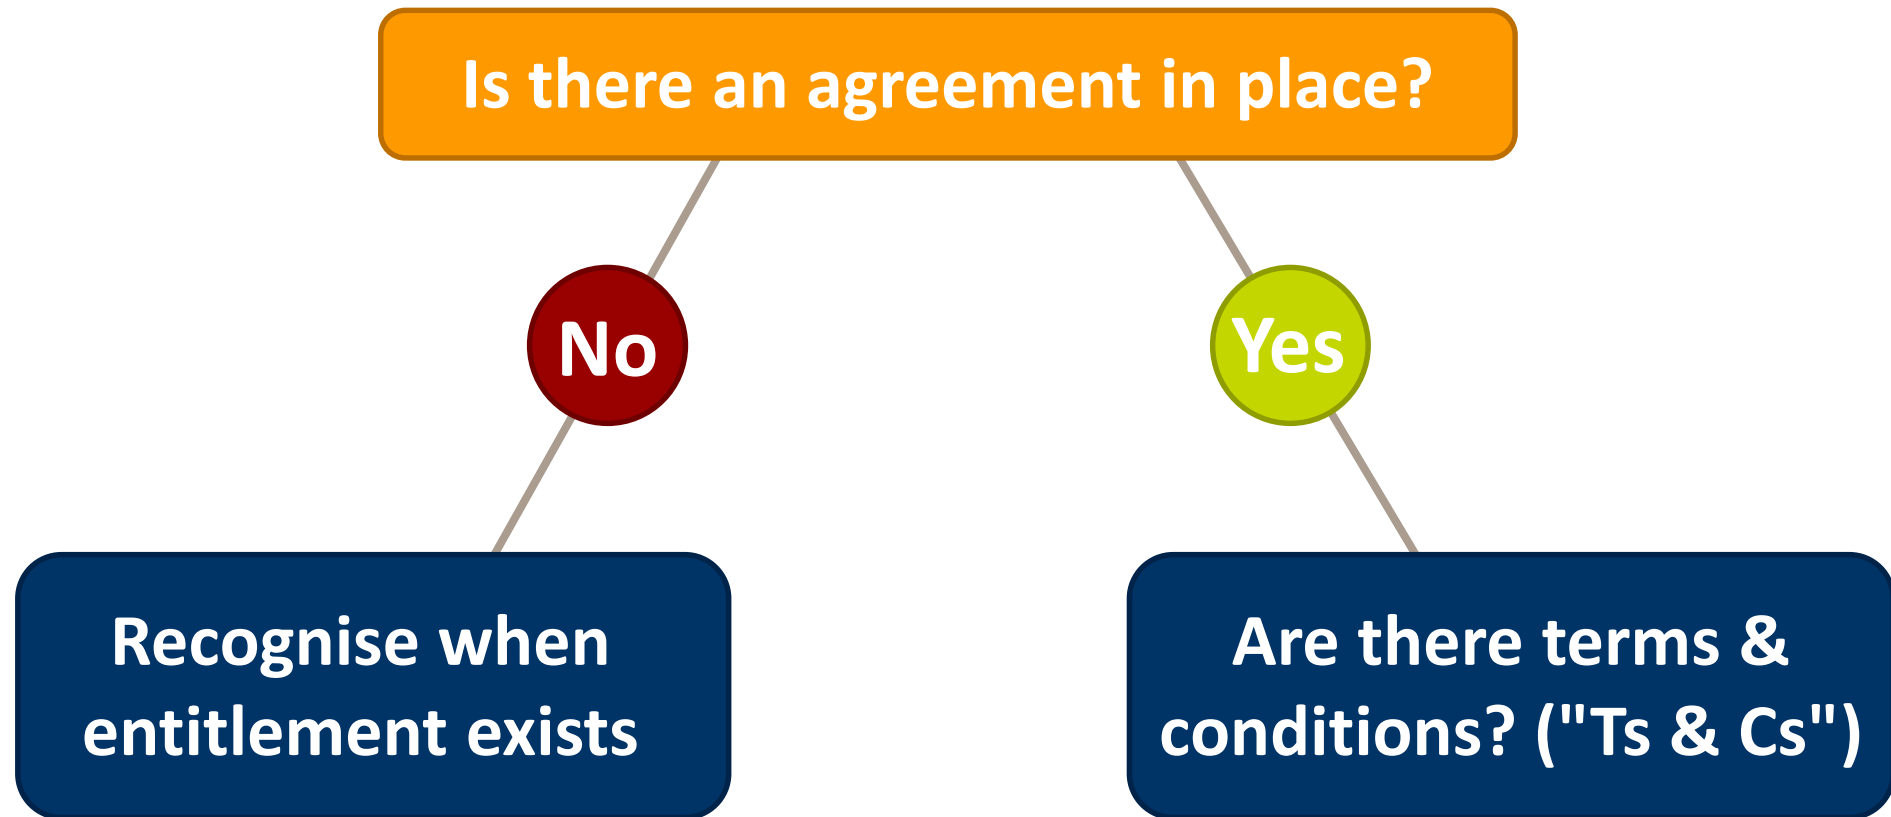 Is there an agreement in place?
No
Yes
Recognise when
entitlement exists
Are there terms &
conditions? ("Ts & Cs")